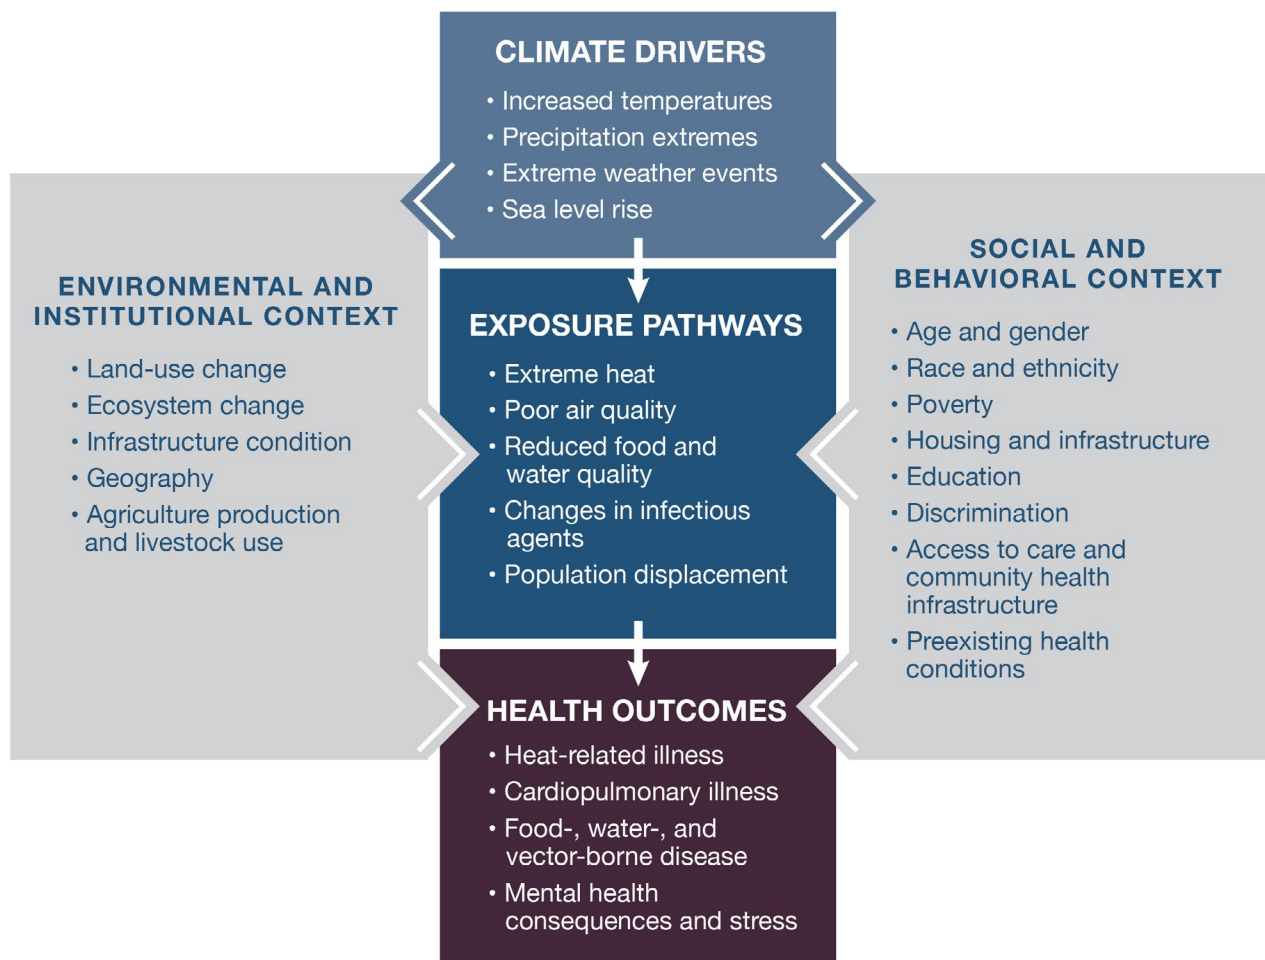 CLIMATE DRIVERS
• Increased temperatures
• Precipitation extremes
• Extreme weather events
• Sea level rise
ENVIRONMENTAL AND
INSTITUTIONAL CONTEXT
• Land-use change
• Ecosystem change
• Infrastructure condition
• Geography
• Agriculture production
and livestock use
EXPOSURE PATHWAYS
• Extreme heat
• Poor air quality
• Reduced food and
water quality
• Changes in infectious
agents
• Population displacement
SOCIAL AND
BEHAVIORAL CONTEXT
• Age and gender
• Race and ethnicity
• Poverty
• Housing and infrastructure
• Education
• Discrimination
• Access to care and
community health
infrastructure
• Preexisting health
conditions
HEALTH OUTCOMES
• Heat-related illness
• Cardiopulmonary illness
• Food-, water-, and
vector-borne disease
• Mental health
consequences and stress